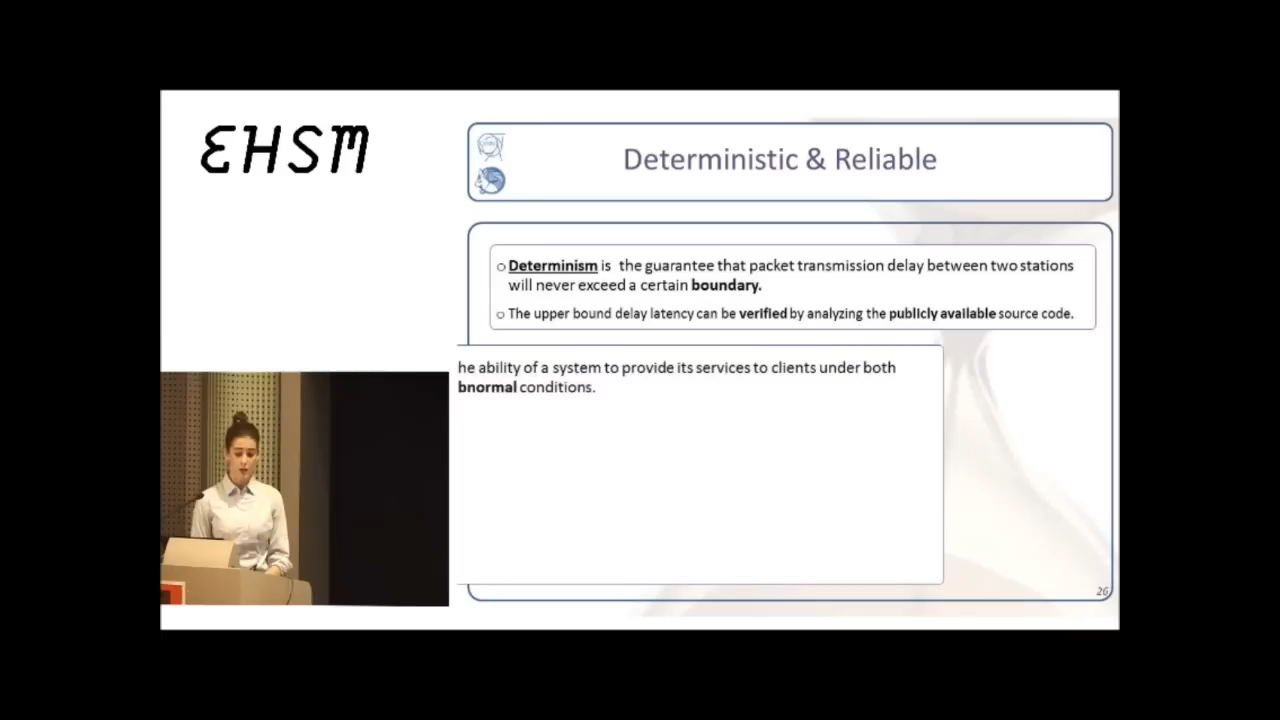 EHSM
Deterministic & Reliable
Determinism is the guarantee that packet transmission delay between two stations
will never exceed a certain boundary.
The upper bound delay latency can be verified by analyzing the publicly available source code.
he ability of a system to provide its services to clients under both
bnormal conditions.
26